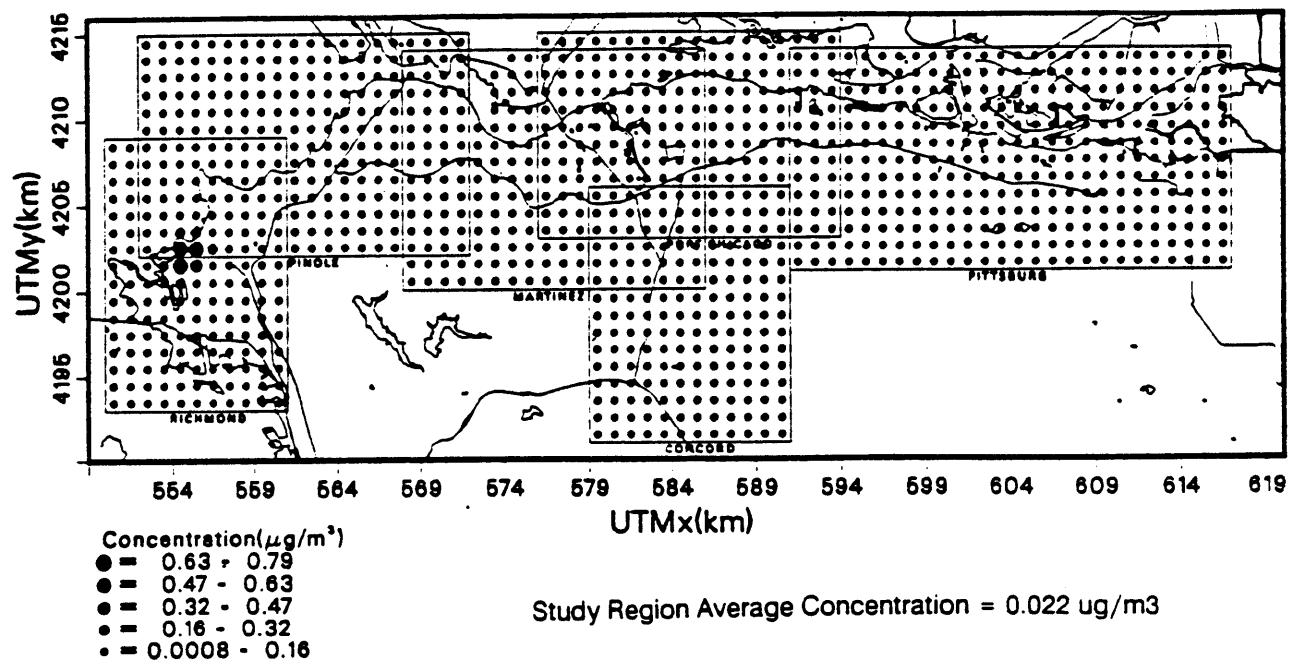 4215
4210
4205
4200
4195
UTMy(km)
PINOLE
MARTINEZ
PORT CHICAGO
PITTSBURG
RICHMOND
CONCORD
554 559 564 569 574 579 584 589 594 599 604 609 614 619
UTMx(km)
Concentration(μg/m³)
= 0.63 - 0.79
= 0.47 - 0.63
= 0.32 - 0.47
= 0.16 - 0.32
= 0.0008 - 0.16
Study Region Average Concentration = 0.022 ug/m3